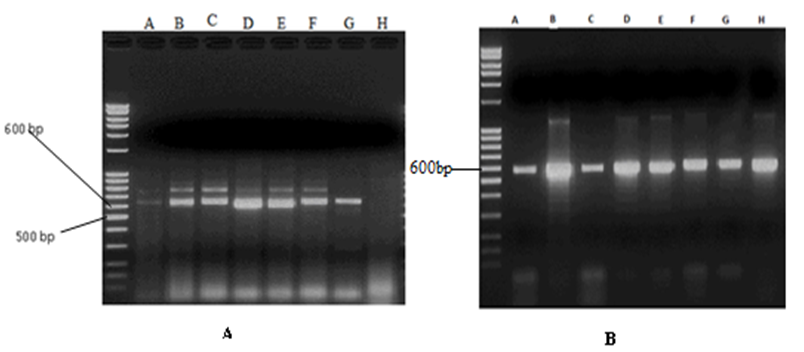 A B C D E F G H
600 bp
500 bp
A
A B C D E F G H
600bp
B